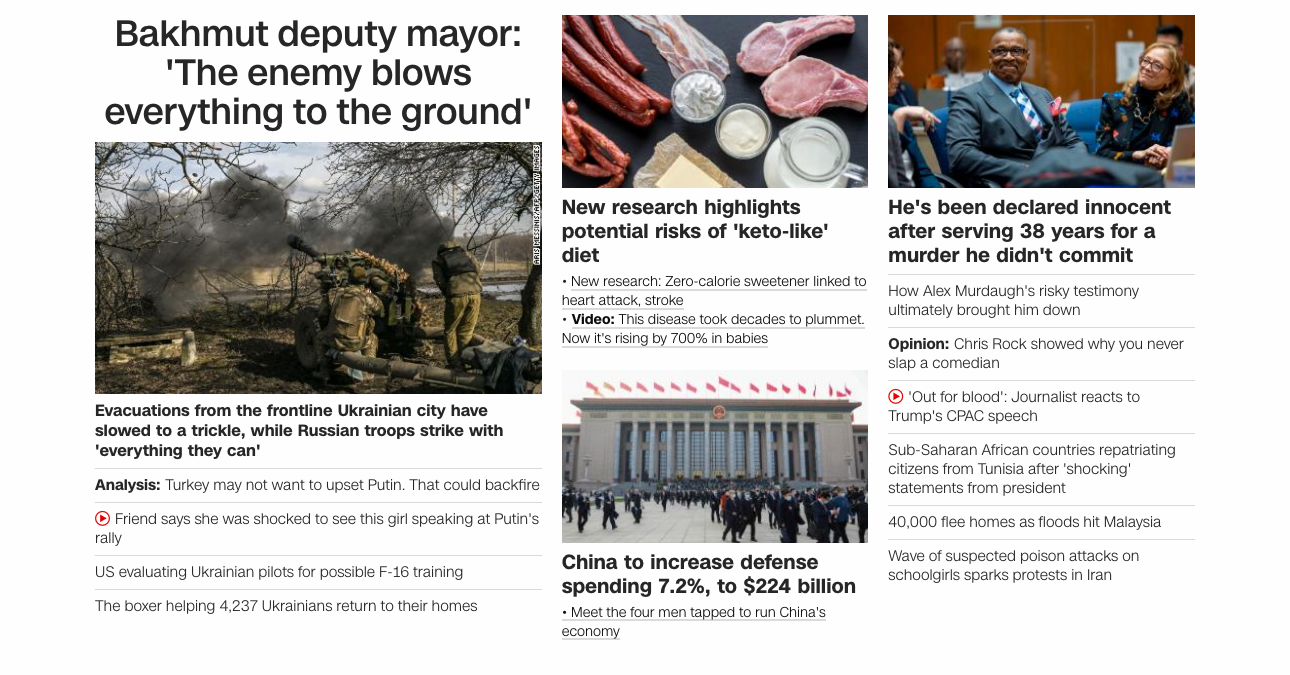 Bakhmut deputy mayor:
'The enemy blows
everything to the ground'
ARIS MESSINIS/AFP/GETTY IMAGES
Evacuations from the frontline Ukrainian city have
slowed to a trickle, while Russian troops strike with
'everything they can'
Analysis: Turkey may not want to upset Putin. That could backfire
Friend says she was shocked to see this girl speaking at Putin's
rally
US evaluating Ukrainian pilots for possible F-16 training
The boxer helping 4,237 Ukrainians return to their homes
New research highlights
potential risks of 'keto-like'
diet
• New research: Zero-calorie sweetener linked to
heart attack, stroke
• Video: This disease took decades to plummet.
Now it's rising by 700% in babies
China to increase defense
spending 7.2%, to $224 billion
• Meet the four men tapped to run China's
economy
He's been declared innocent
after serving 38 years for a
murder he didn't commit
How Alex Murdaugh's risky testimony
ultimately brought him down
Opinion: Chris Rock showed why you never
slap a comedian
'Out for blood': Journalist reacts to
Trump's CPAC speech
Sub-Saharan African countries repatriating
citizens from Tunisia after 'shocking'
statements from president
40,000 flee homes as floods hit Malaysia
Wave of suspected poison attacks on
schoolgirls sparks protests in Iran